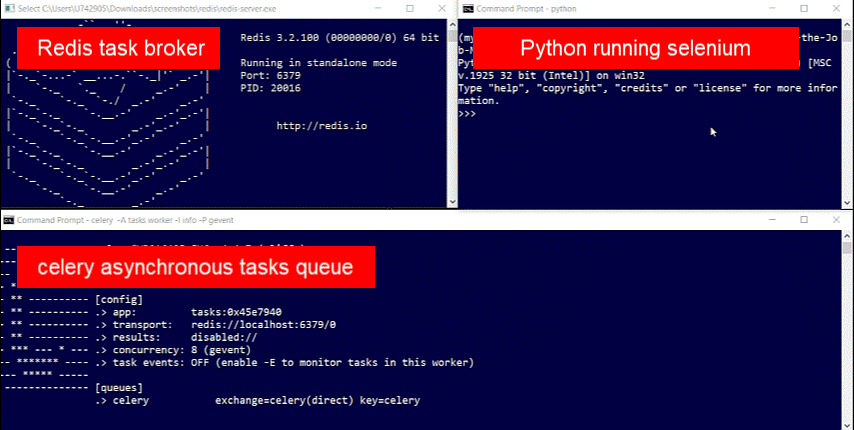 Select C:\Users\U742905\Downloads\screenshots\redis\redis-server.exe
Redis task broker
Redis 3.2.100 (00000000/0) 64 bit
Running in standalone mode
Port: 6379
PID: 20016
http://redis.io
Command Prompt - python
Python running selenium
(my
-the-Jo
b-M
Pyt
) [MSC
v.1925 32 bit (Intel)] on win32
Type "help", "copyright", "credits" or "license" for more infor
mation.
>>>
Command Prompt - celery -A tasks worker -l info -P gevent
celery asynchronous tasks queue
- ** ---------- [config]
- ** ---------- .> app: tasks:0x45e7940
- ** ---------- .> transport: redis://localhost:6379/0
- ** ---------- .> results: disabled://
- *** --- * --- .> concurrency: 8 (gevent)
-- ******* ---- .> task events: OFF (enable -E to monitor tasks in this worker)
--- ***** -----
-------------- [queues]
.> celery exchange=celery(direct) key=celery